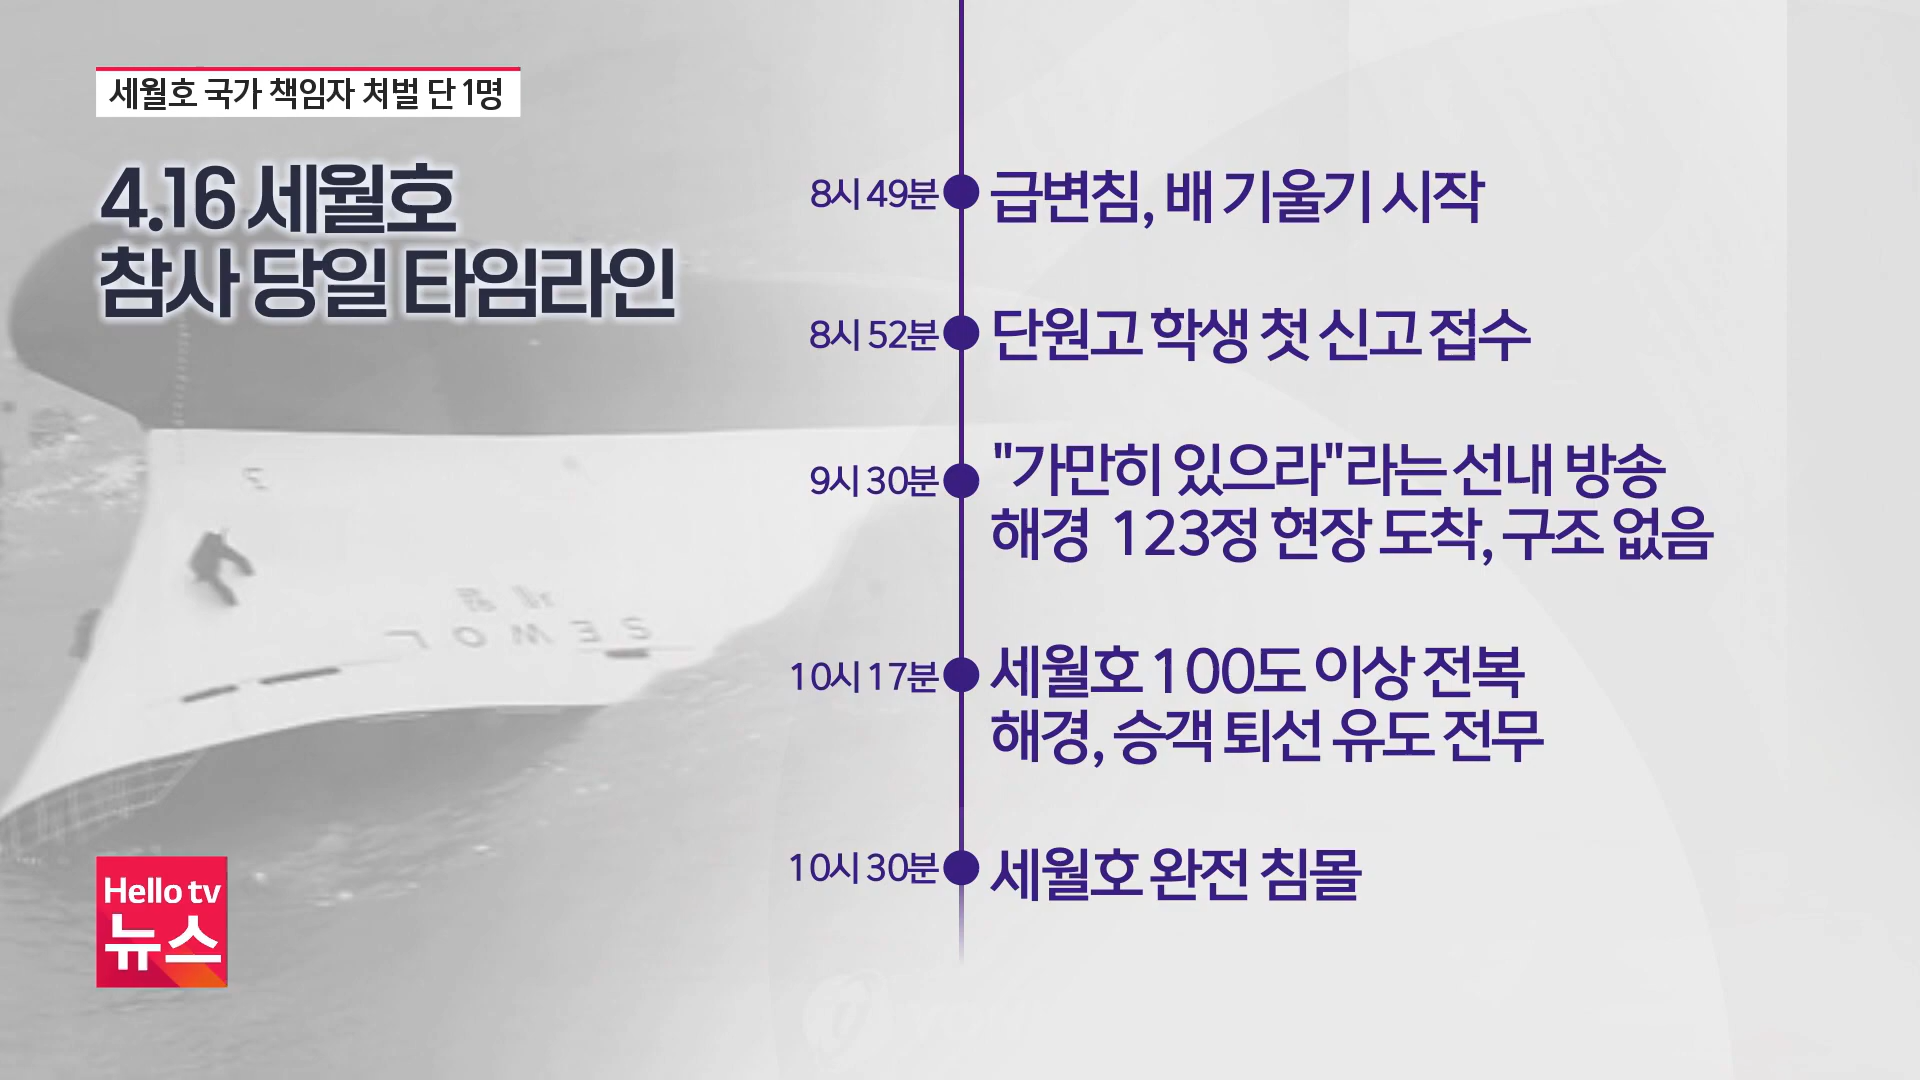 세월호 국가 책임자 처벌 단 1명
4.16 세월호
참사 당일 타임라인
8시 49분 급변침, 배 기울기 시작
8시 52분 단원고 학생 첫 신고 접수
9시 30분 "가만히 있으라"라는 선내 방송
해경 123정 현장 도착, 구조 없음
10시 17분 세월호 100도 이상 전복
해경, 승객 퇴선 유도 전무
10시 30분 세월호 완전 침몰
세월
SEWOL
Hello tv
뉴스